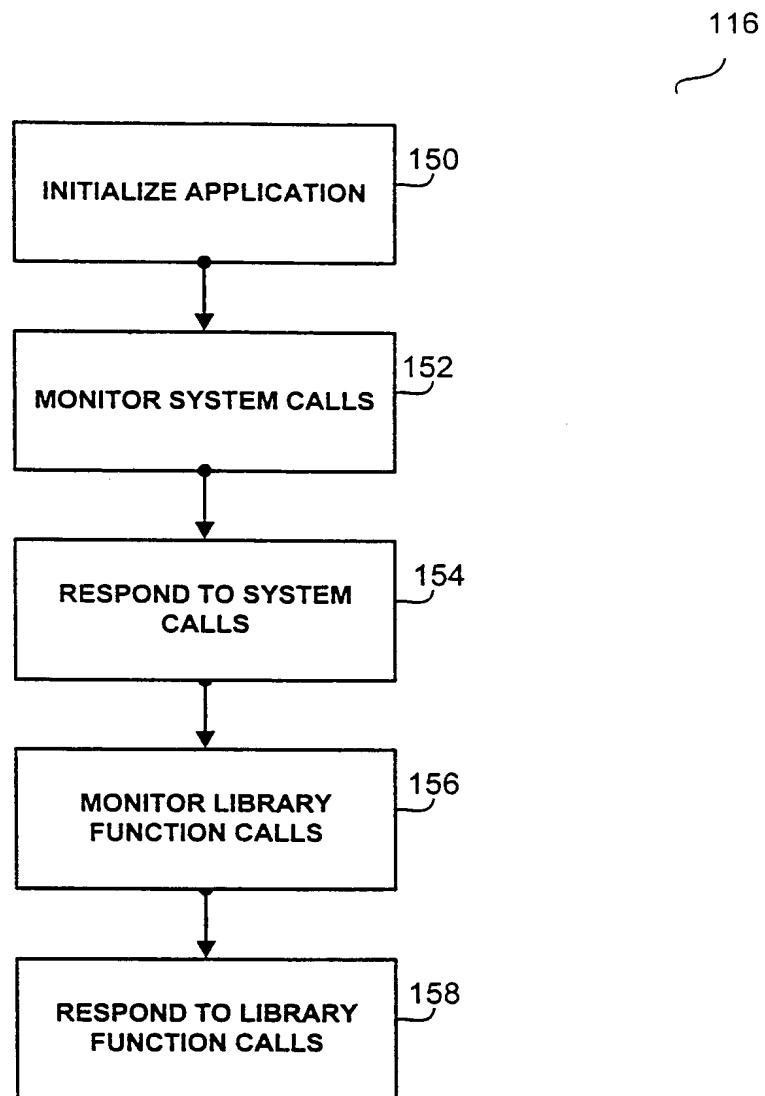 116
INITIALIZE APPLICATION
150
MONITOR SYSTEM CALLS
152
RESPOND TO SYSTEM
CALLS
154
MONITOR LIBRARY
FUNCTION CALLS
156
RESPOND TO LIBRARY
FUNCTION CALLS
158